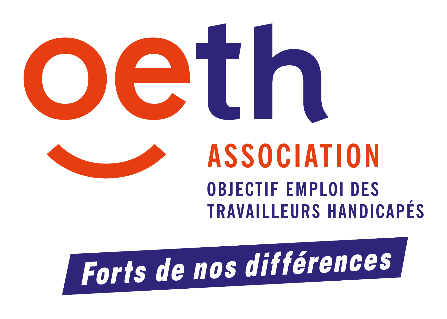 oeth
ASSOCIATION
OBJECTIF EMPLOI DES
TRAVAILLEURS HANDICAPÉS
Forts de nos différences